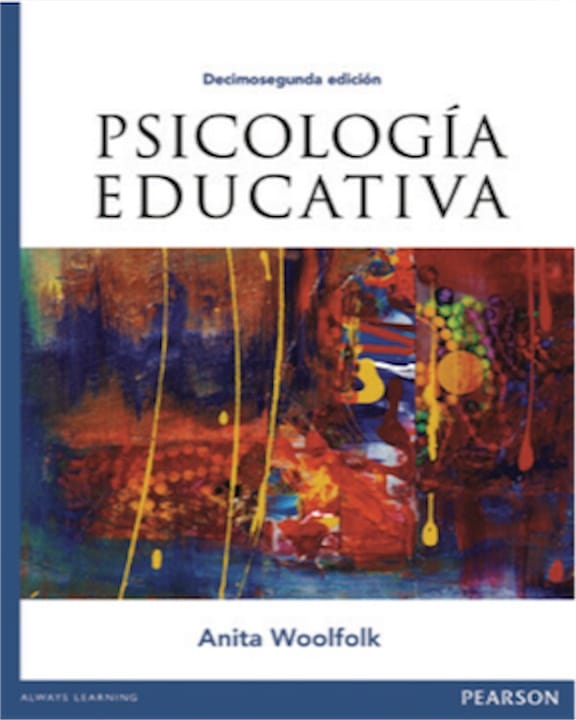 Decimosegunda edición
PSICOLOGÍA
EDUCATIVA
Anita Woolfolk
ALWAYS LEARNING
PEARSON